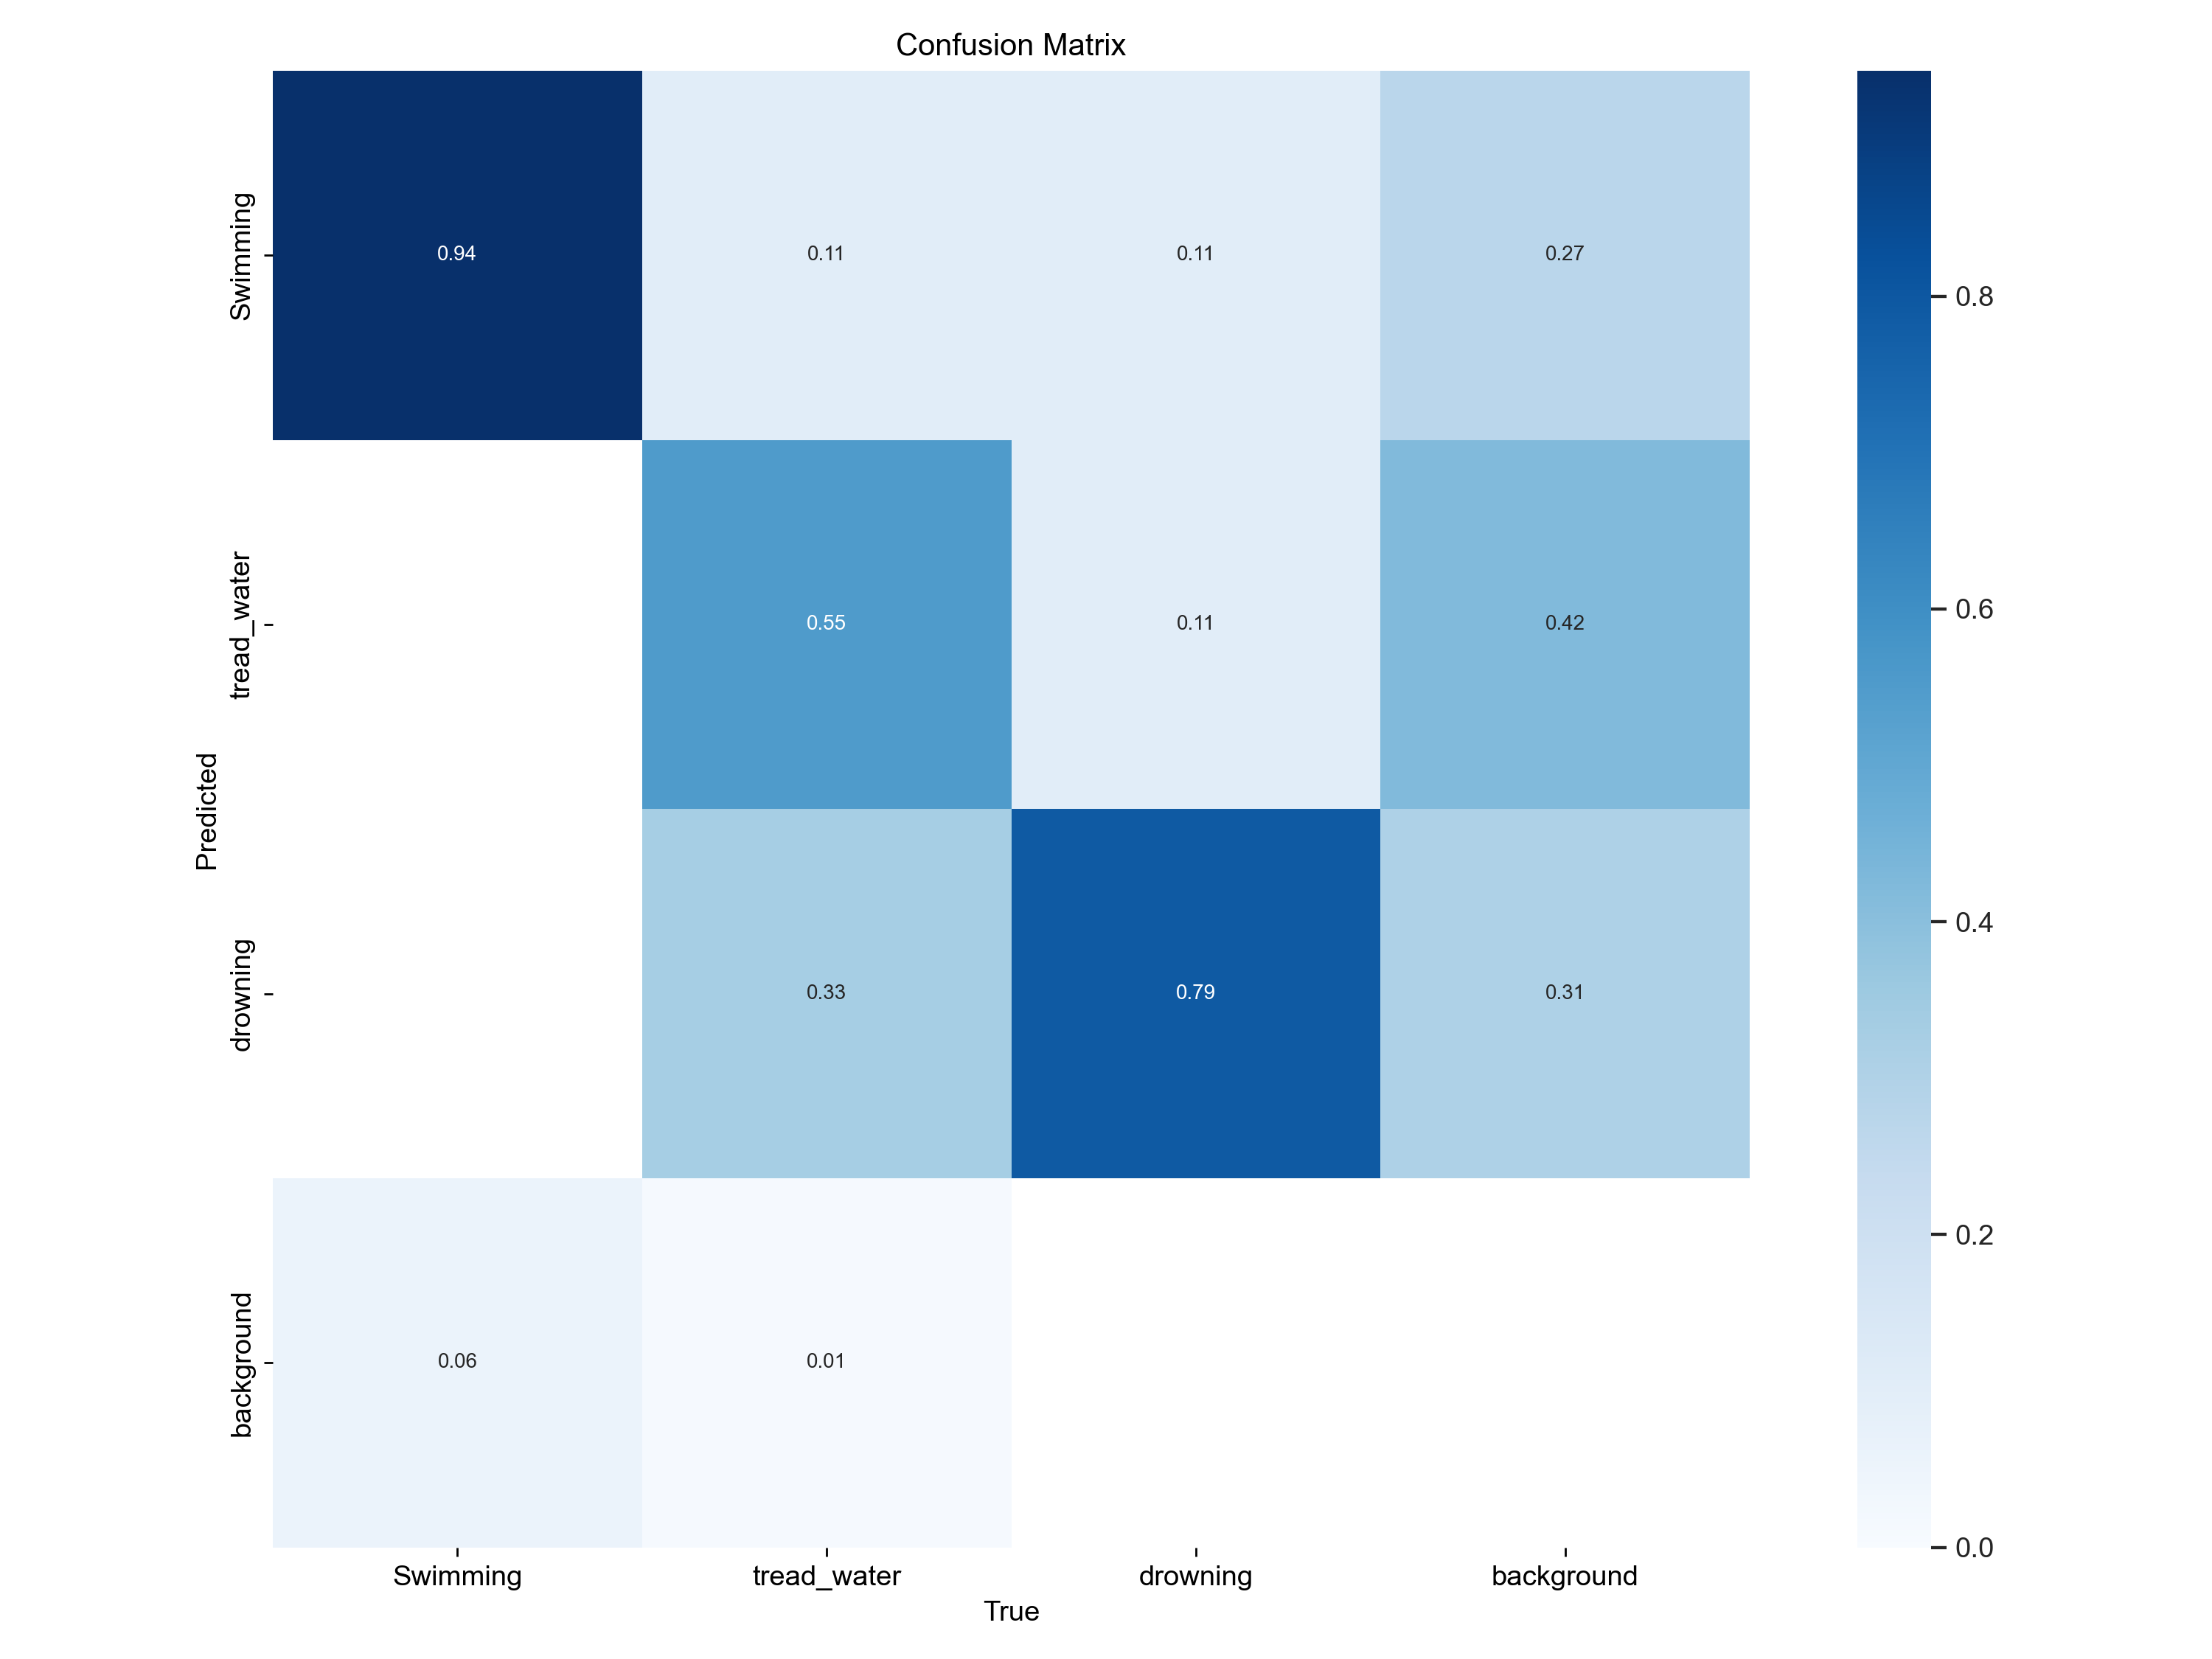 Confusion Matrix
Swimming
0.94
0.11
0.11
0.27
tread_water
0.55
0.11
0.42
Predicted
drowning
0.33
0.79
0.31
background
0.06
0.01
Swimming
tread_water
drowning
background
True
0.8
0.6
0.4
0.2
0.0